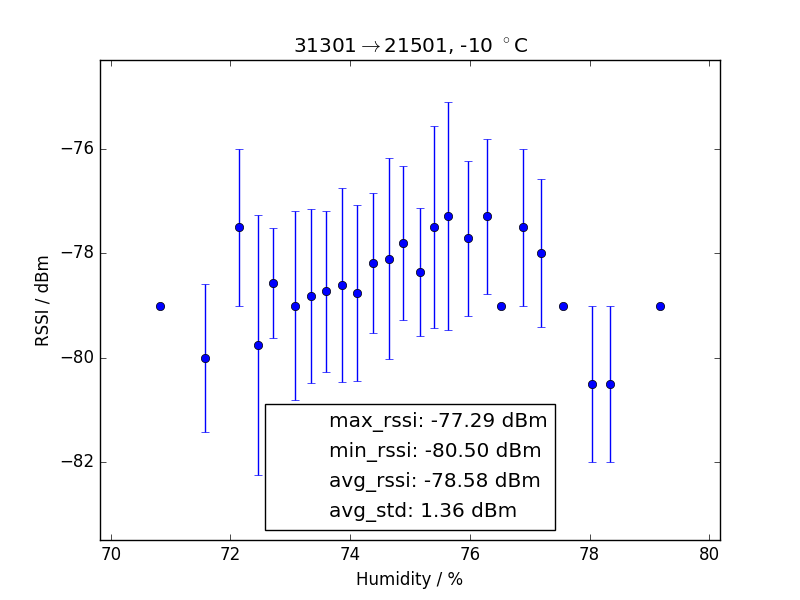 31301→21501, -10 °C
RSSI / dBm
−76
−78
−80
−82
max_rssi: -77.29 dBm
min_rssi: -80.50 dBm
avg_rssi: -78.58 dBm
avg_std: 1.36 dBm
70 72 74 76 78 80
Humidity / %